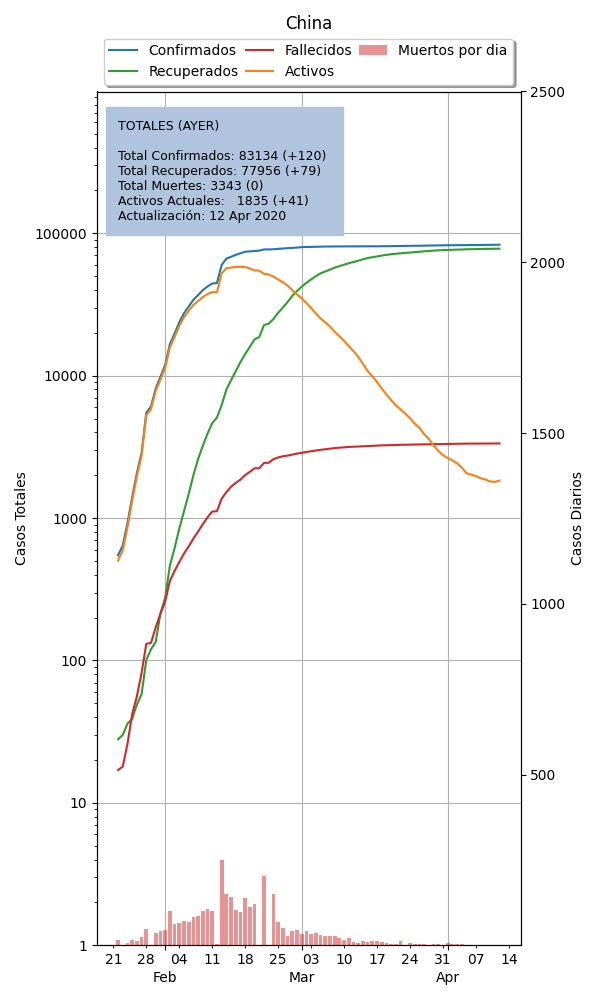 China
Confirmados
Recuperados
Fallecidos
Activos
Muertos por dia
TOTALES (AYER)
Total Confirmados: 83134 (+120)
Total Recuperados: 77956 (+79)
Total Muertes: 3343 (0)
Activos Actuales: 1835 (+41)
Actualización: 12 Apr 2020
Casos Totales
100000
10000
1000
100
10
1
Casos Diarios
2500
2000
1500
1000
500
21 28 04 11 18 25 03 10 17 24 31 07 14
Feb Mar Apr